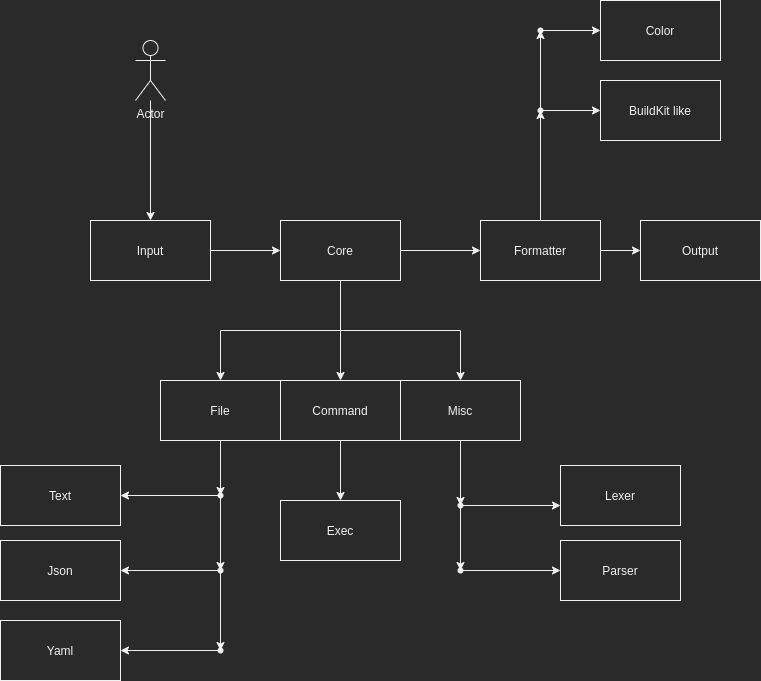 Color
Actor
BuildKit like
Input
Core
Formatter
Output
File
Command
Misc
Text
Lexer
Exec
Json
Parser
Yaml